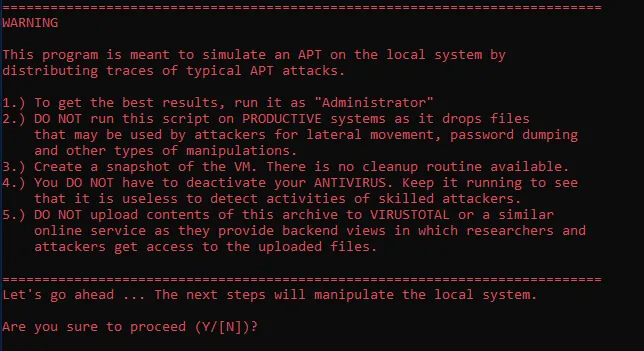 ===========================================================================
WARNING
This program is meant to simulate an APT on the local system by
distributing traces of typical APT attacks.
1.) To get the best results, run it as "Administrator"
2.) DO NOT run this script on PRODUCTIVE systems as it drops files
that may be used by attackers for lateral movement, password dumping
and other types of manipulations.
3.) Create a snapshot of the VM. There is no cleanup routine available.
4.) You DO NOT have to deactivate your ANTIVIRUS. Keep it running to see
that it is useless to detect activities of skilled attackers.
5.) DO NOT upload contents of this archive to VIRUSTOTAL or a similar
online service as they provide backend views in which researchers and
attackers get access to the uploaded files.
===========================================================================
Let's go ahead ... The next steps will manipulate the local system.
Are you sure to proceed (Y/[N])?